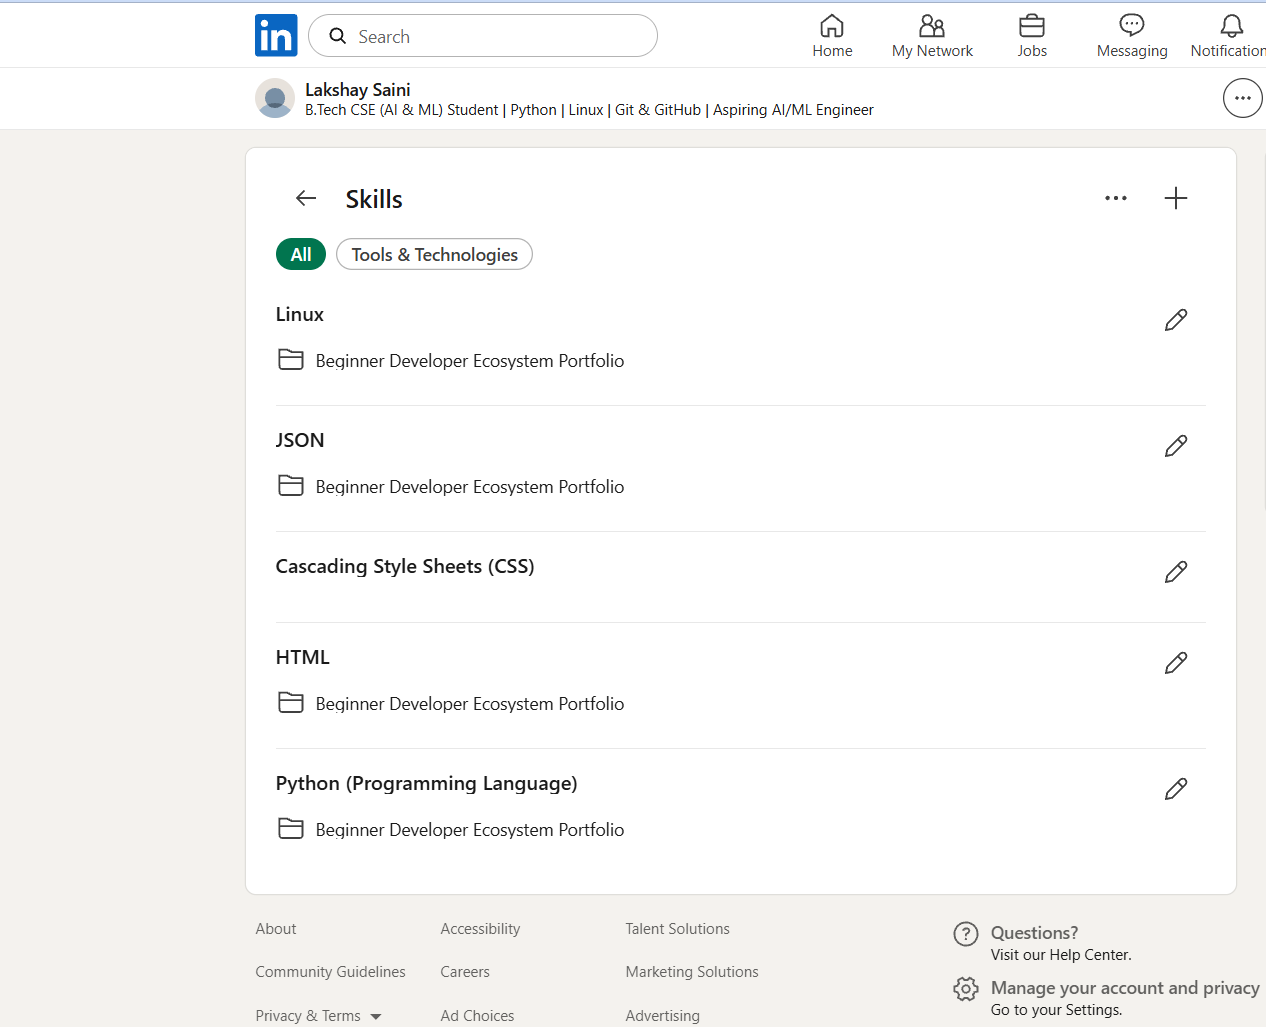 in Search Home My Network Jobs Messaging Notification
Lakshay Saini
B.Tech CSE (AI & ML) Student | Python | Linux | Git & GitHub | Aspiring AI/ML Engineer
Skills
All Tools & Technologies
Linux
Beginner Developer Ecosystem Portfolio
JSON
Beginner Developer Ecosystem Portfolio
Cascading Style Sheets (CSS)
HTML
Beginner Developer Ecosystem Portfolio
Python (Programming Language)
Beginner Developer Ecosystem Portfolio
About Accessibility Talent Solutions
Questions?
Visit our Help Center.
Community Guidelines Careers Marketing Solutions
Manage your account and privacy
Go to your Settings.
Privacy & Terms Ad Choices Advertising